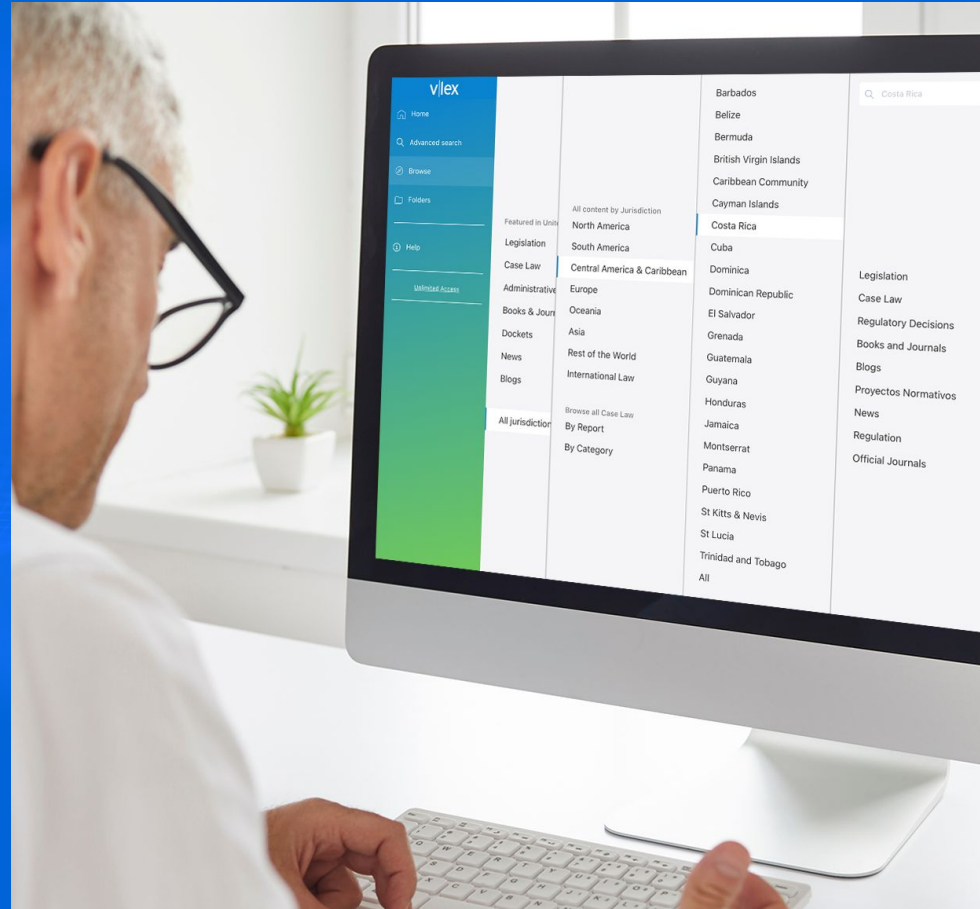 v|lex
Home
Advanced search
Browse
Folders
Help
Unlimited Access
Featured in
Legislation
Case Law
Administrative
Books &
Dockets
News
Blogs
All jurisdiction
All content by Jurisdiction
North America
South America
Central America & Caribbean
Europe
Oceania
Asia
Rest of the World
International Law
Browse all Case Law
By Report
By Category
Barbados
Belize
Bermuda
British Virgin Islands
Caribbean Community
Cayman Islands
Costa Rica
Cuba
Dominica
Dominican Republic
El Salvador
Grenada
Guatemala
Guyana
Honduras
Jamaica
Montserrat
Panama
Puerto Rico
St Kitts & Nevis
St Lucia
Trinidad and Tobago
All
Costa Rica
Legislation
Case Law
Regulatory Decisions
Books and Journals
Blogs
Proyectos Normativos
News
Regulation
Official Journals